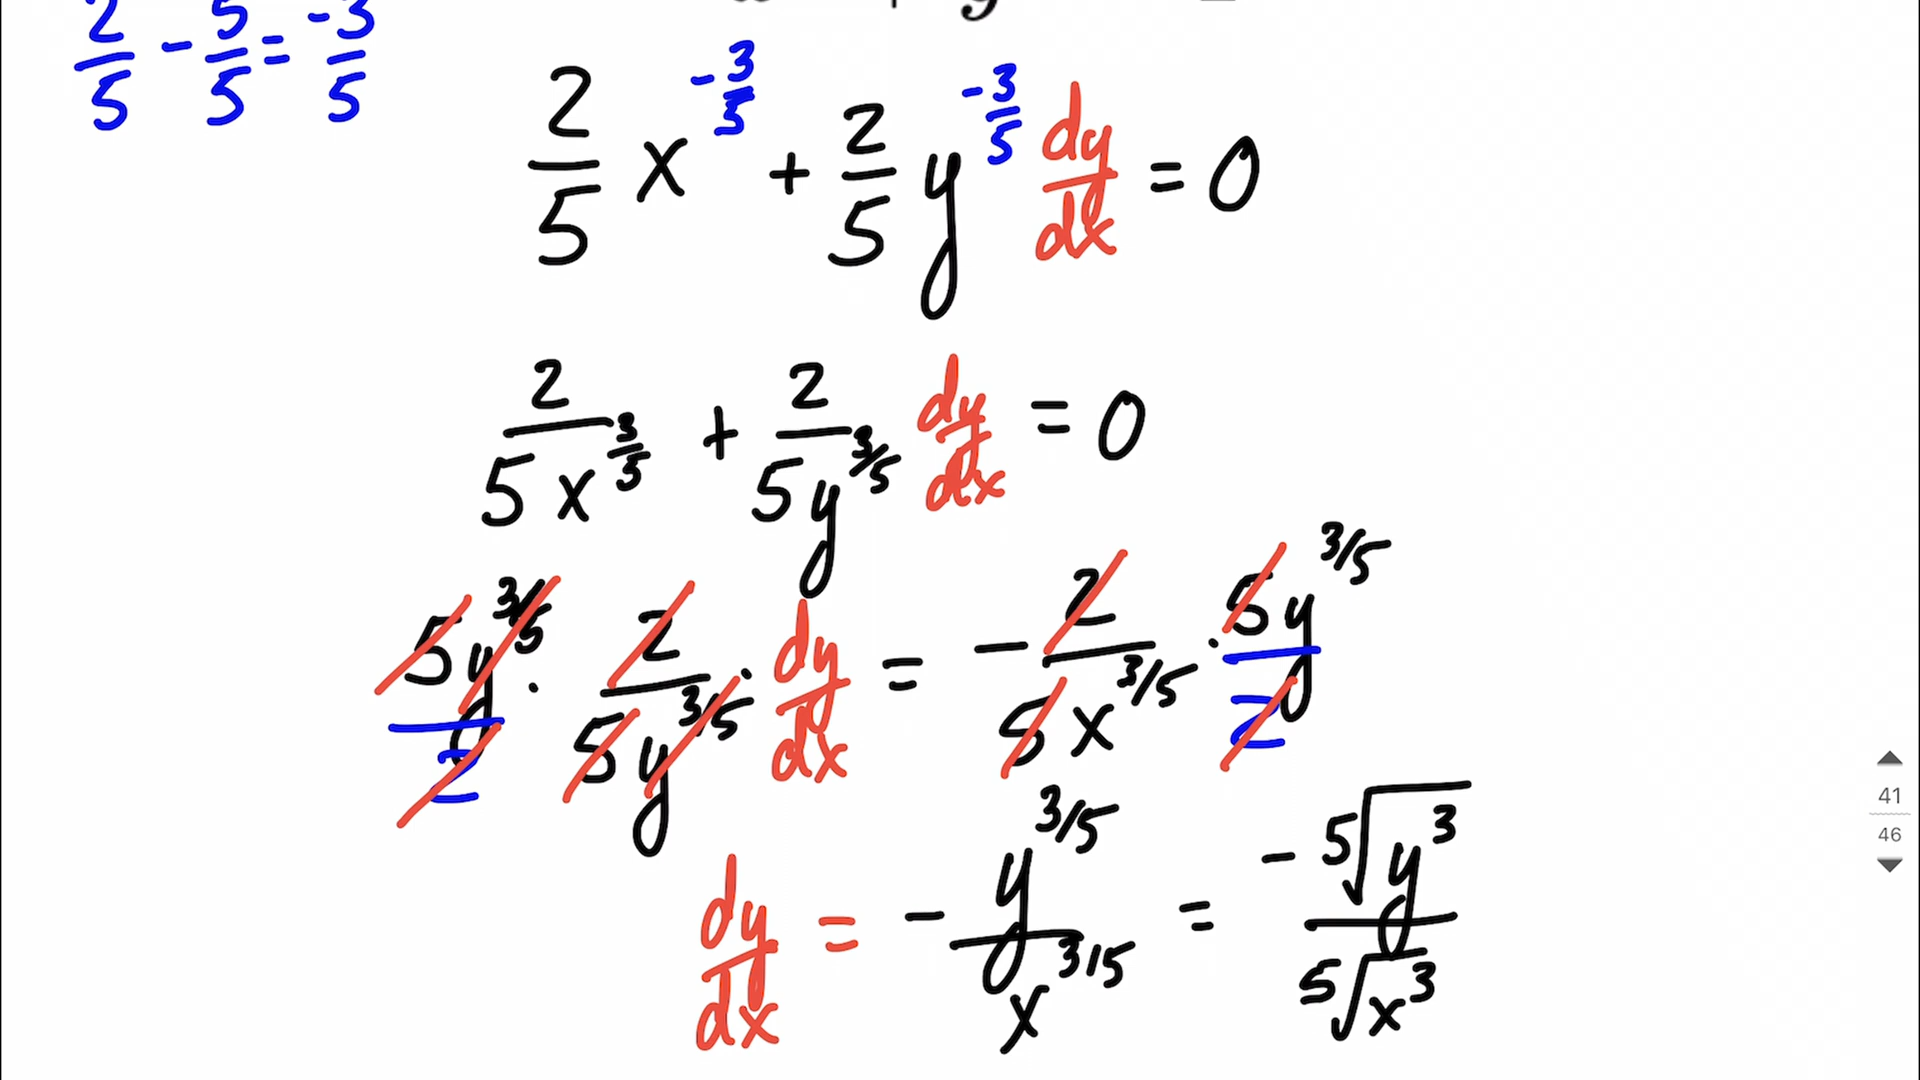 2/5 - 5/5 = -3/5
2/5 x^(-3/5) + 2/5 y^(-3/5) dy/dx = 0
2/(5x^(3/5)) + 2/(5y^(3/5)) dy/dx = 0
5y^(3/5)/2 · 2/(5y^(3/5)) · dy/dx = - 2/(5x^(3/5)) · 5y^(3/5)/2
dy/dx = - y^(3/5)/x^(3/5) = -⁵√(y³)/⁵√(x³)
41
46